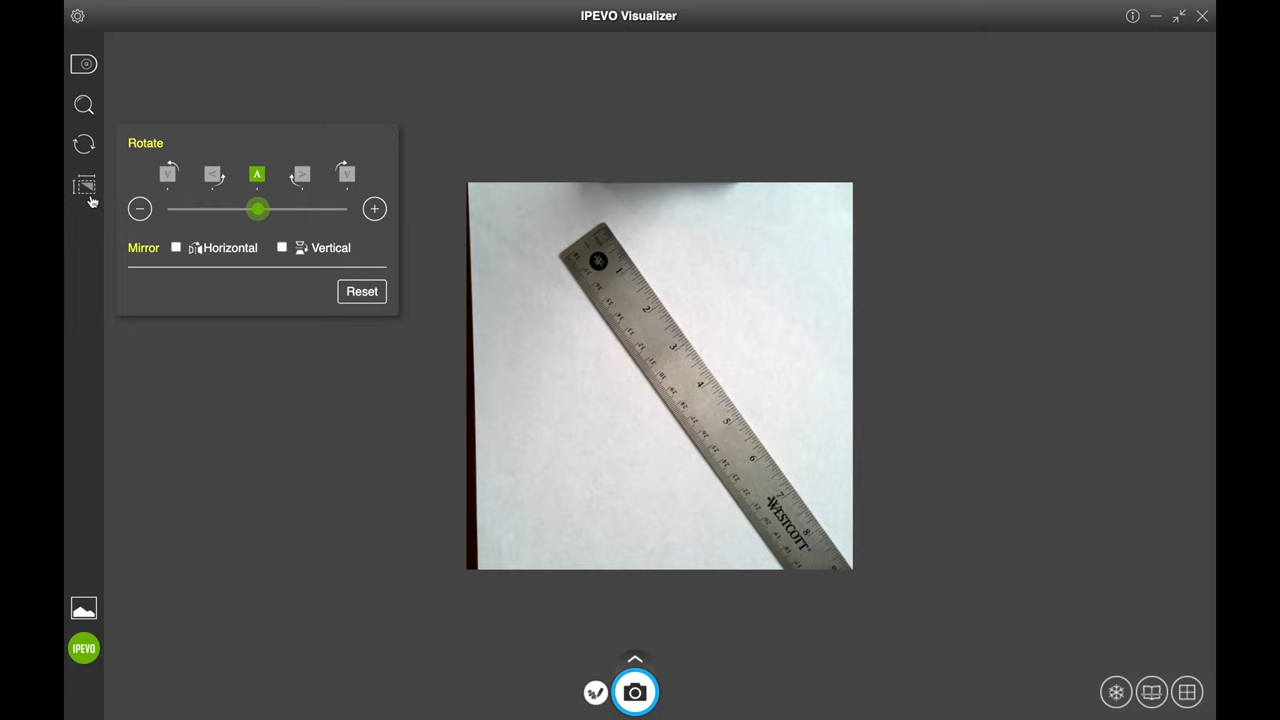 IPEVO Visualizer
Rotate
A A A A A
Mirror Horizontal Vertical
Reset
1
2
3
4
5
6
7
8
WESTCOTT
IPEVO